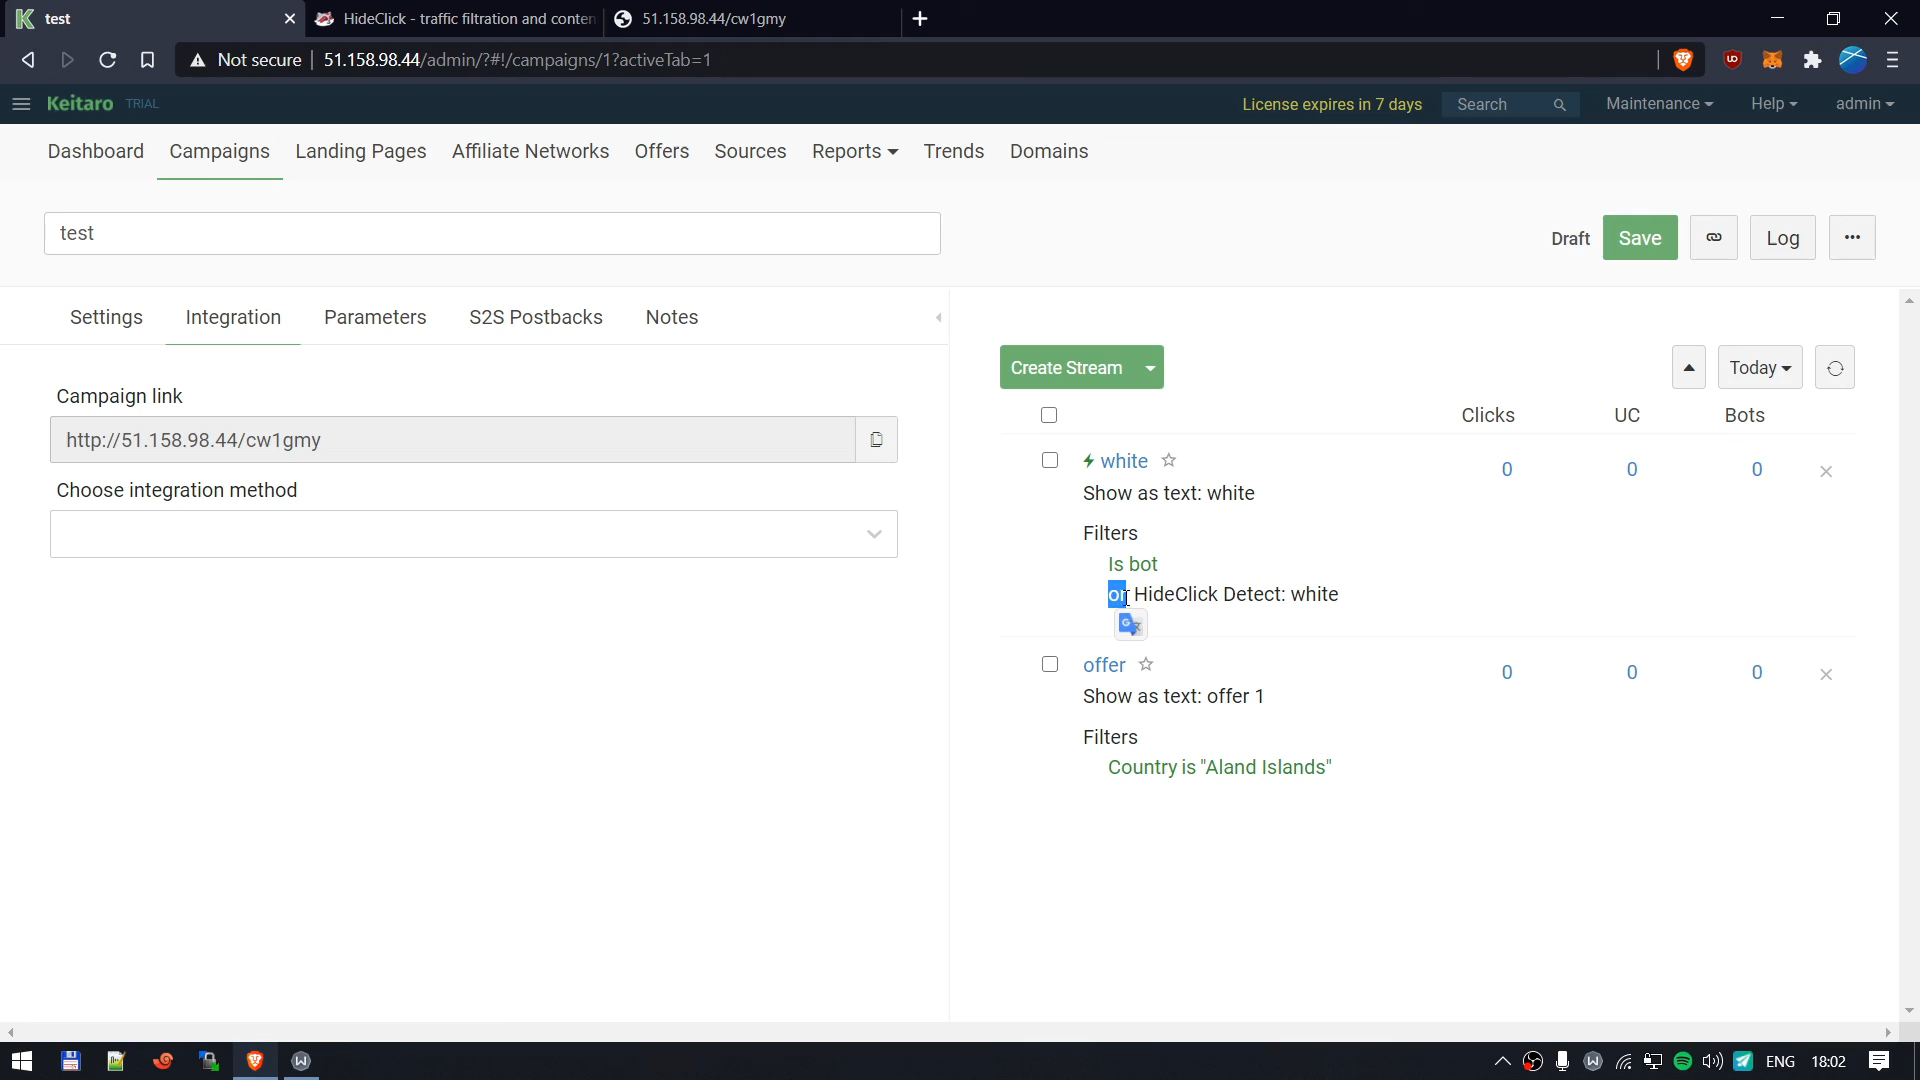 test
HideClick - traffic filtration and conten
51.158.98.44/cw1gmy
Not secure
51.158.98.44/admin/?#!/campaigns/1?activeTab=1
Keitaro TRIAL
License expires in 7 days
Search
Maintenance
Help
admin
Dashboard
Campaigns
Landing Pages
Affiliate Networks
Offers
Sources
Reports
Trends
Domains
test
Draft
Save
Log
Settings
Integration
Parameters
S2S Postbacks
Notes
Campaign link
http://51.158.98.44/cw1gmy
Choose integration method
Create Stream
Today
Clicks
UC
Bots
white
0
0
0
Show as text: white
Filters
Is bot
or HideClick Detect: white
offer
0
0
0
Show as text: offer 1
Filters
Country is "Aland Islands"
ENG
18:02